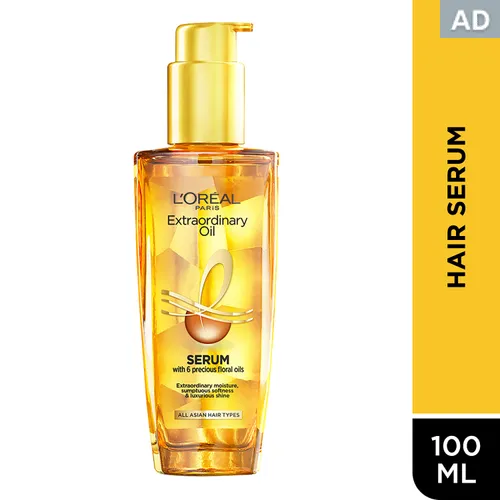 AD
L'ORÉAL
PARIS
Extraordinary
Oil
SERUM
with 6 precious floral oils
Extraordinary moisture,
sumptuous softness
& luxurious shine
ALL ASIAN HAIR TYPES
HAIR SERUM
100
ML